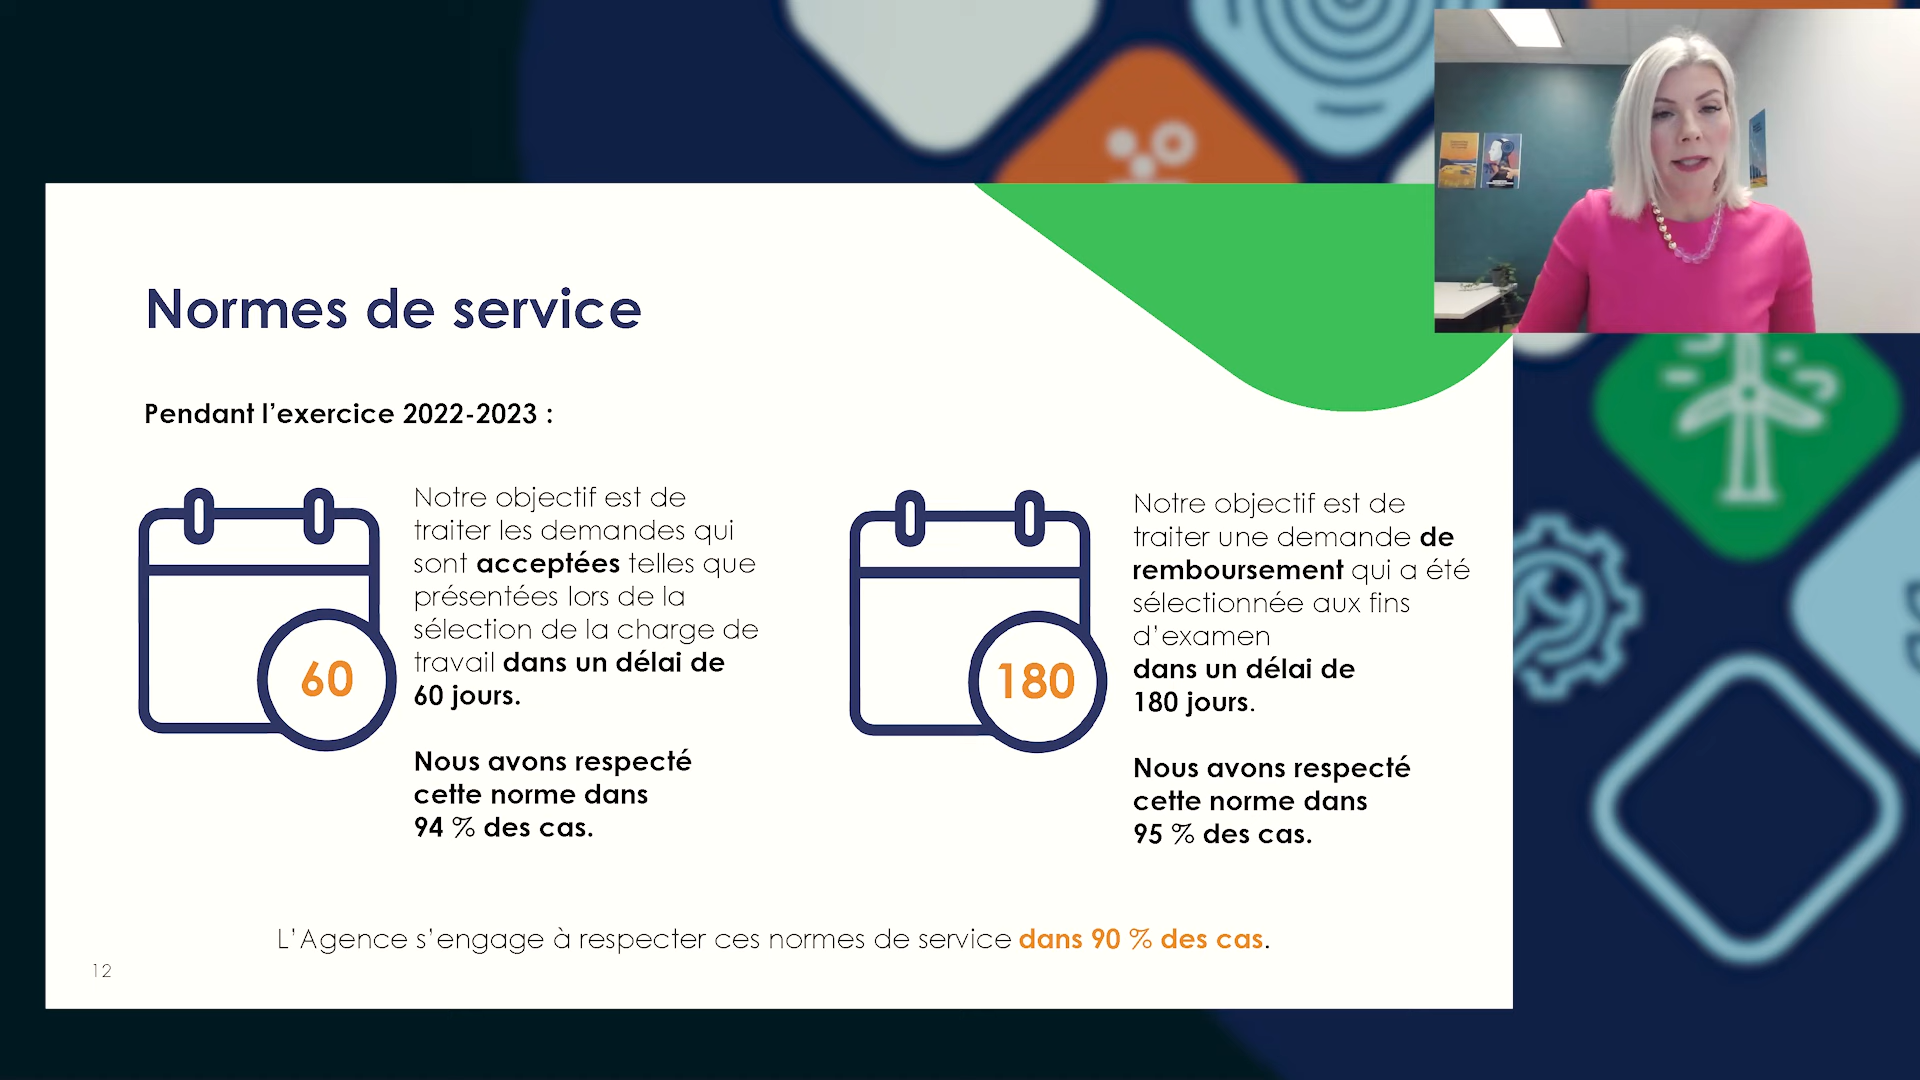 Normes de service
Pendant l'exercice 2022-2023 :
60
Notre objectif est de
traiter les demandes qui
sont acceptées telles que
présentées lors de la
sélection de la charge de
travail dans un délai de
60 jours.
Nous avons respecté
cette norme dans
94 % des cas.
180
Notre objectif est de
traiter une demande de
remboursement qui a été
sélectionnée aux fins
d'examen
dans un délai de
180 jours.
Nous avons respecté
cette norme dans
95 % des cas.
L'Agence s'engage à respecter ces normes de service dans 90 % des cas.
12